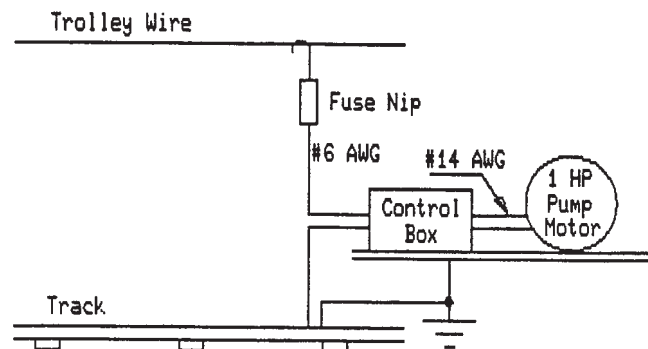 Trolley Wire
Fuse Nip
#6 AWG
#14 AWG
1 HP
Pump
Motor
Control
Box
Track